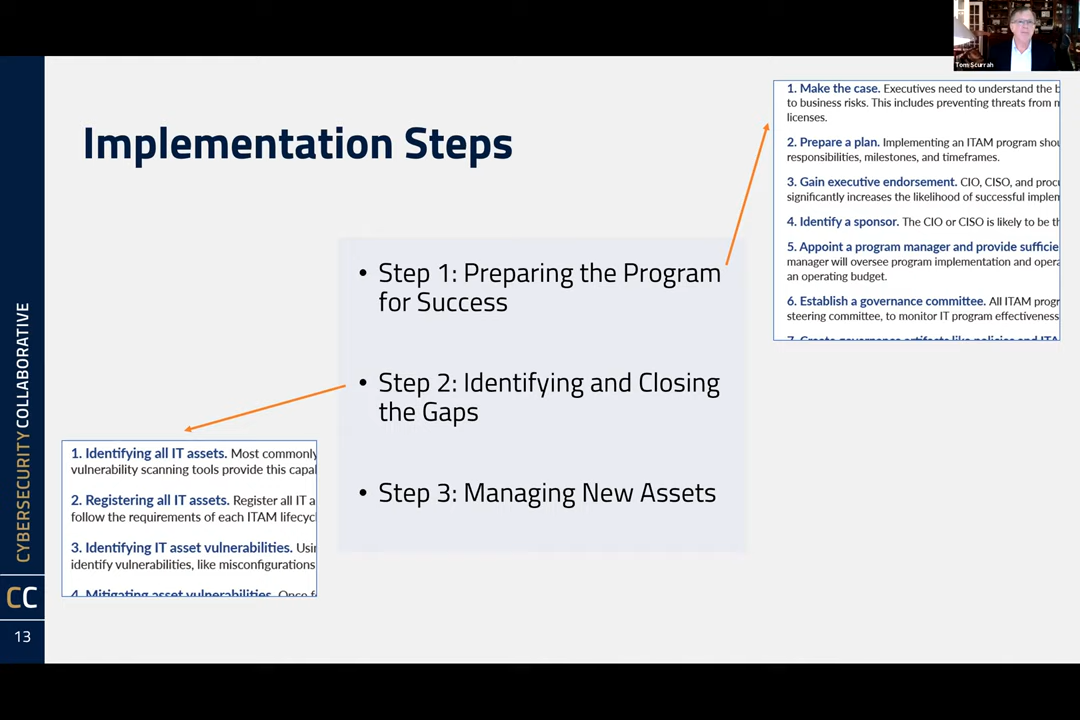 Tom Scurrah
Implementation Steps
1. Make the case. Executives need to understand the b
to business risks. This includes preventing threats from
licenses.
2. Prepare a plan. Implementing an ITAM program shou
responsibilities, milestones, and timeframes.
3. Gain executive endorsement. CIO, CISO, and procu
significantly increases the likelihood of successful implem
4. Identify a sponsor. The CIO or CISO is likely to be th
5. Appoint a program manager and provide sufficie
manager will oversee program implementation and opera
an operating budget.
6. Establish a governance committee. All ITAM progr
steering committee, to monitor IT program effectiveness
7. Create governance artifacts like policies and ITA
• Step 1: Preparing the Program
for Success
• Step 2: Identifying and Closing
the Gaps
• Step 3: Managing New Assets
1. Identifying all IT assets. Most commonly
vulnerability scanning tools provide this capa
2. Registering all IT assets. Register all IT a
follow the requirements of each ITAM lifecyc
3. Identifying IT asset vulnerabilities. Usin
identify vulnerabilities, like misconfigurations
4. Mitigating asset vulnerabilities. Once f
CYBERSECURITY COLLABORATIVE
CC
13